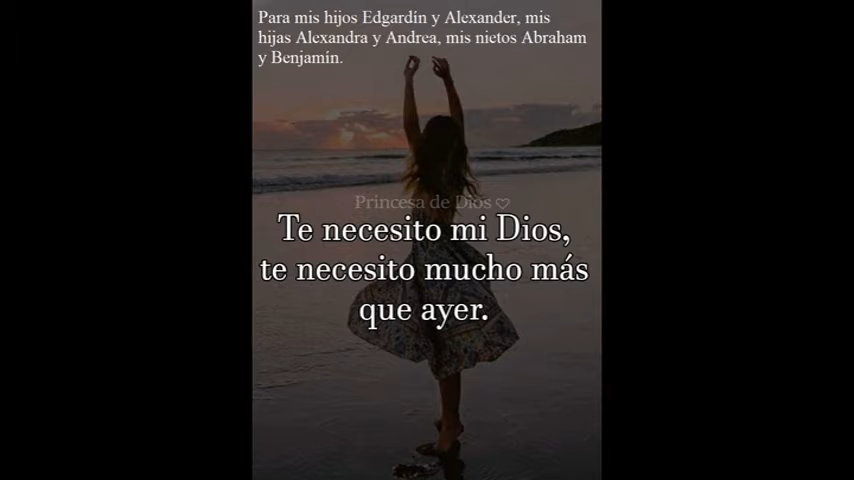 Para mis hijos Edgardín y Alexander, mis
hijas Alexandra y Andrea, mis nietos Abraham
y Benjamín.
Princesa de Dios ♡
Te necesito mi Dios,
te necesito mucho más
que ayer.